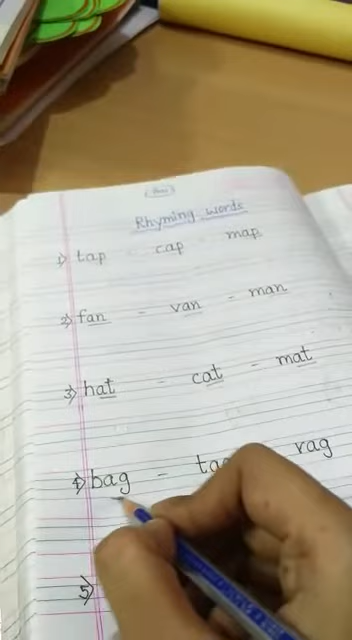 Rhyming words
1) tap cap map
2) fan - van - man
3) hat - cat - mat
4) bag - rag
5)